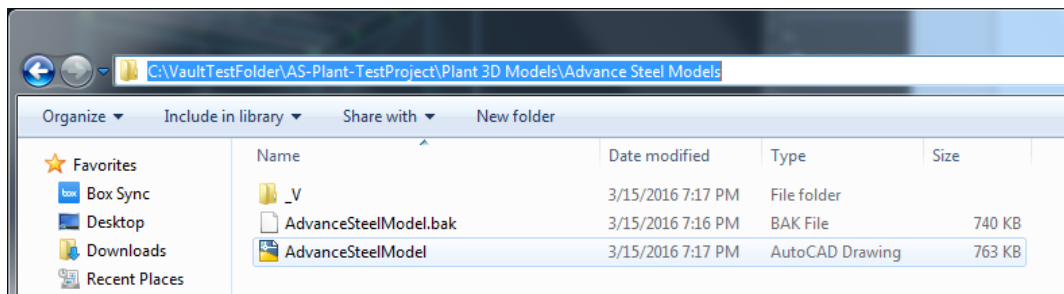 C:\VaultTestFolder\AS-Plant-TestProject\Plant 3D Models\Advance Steel Models
Organize Include in library Share with New folder
Favorites
box Box Sync
Desktop
Downloads
Recent Places
Name Date modified Type Size
_V 3/15/2016 7:17 PM File folder
AdvanceSteelModel.bak 3/15/2016 7:16 PM BAK File 740 KB
AdvanceSteelModel 3/15/2016 7:17 PM AutoCAD Drawing 763 KB